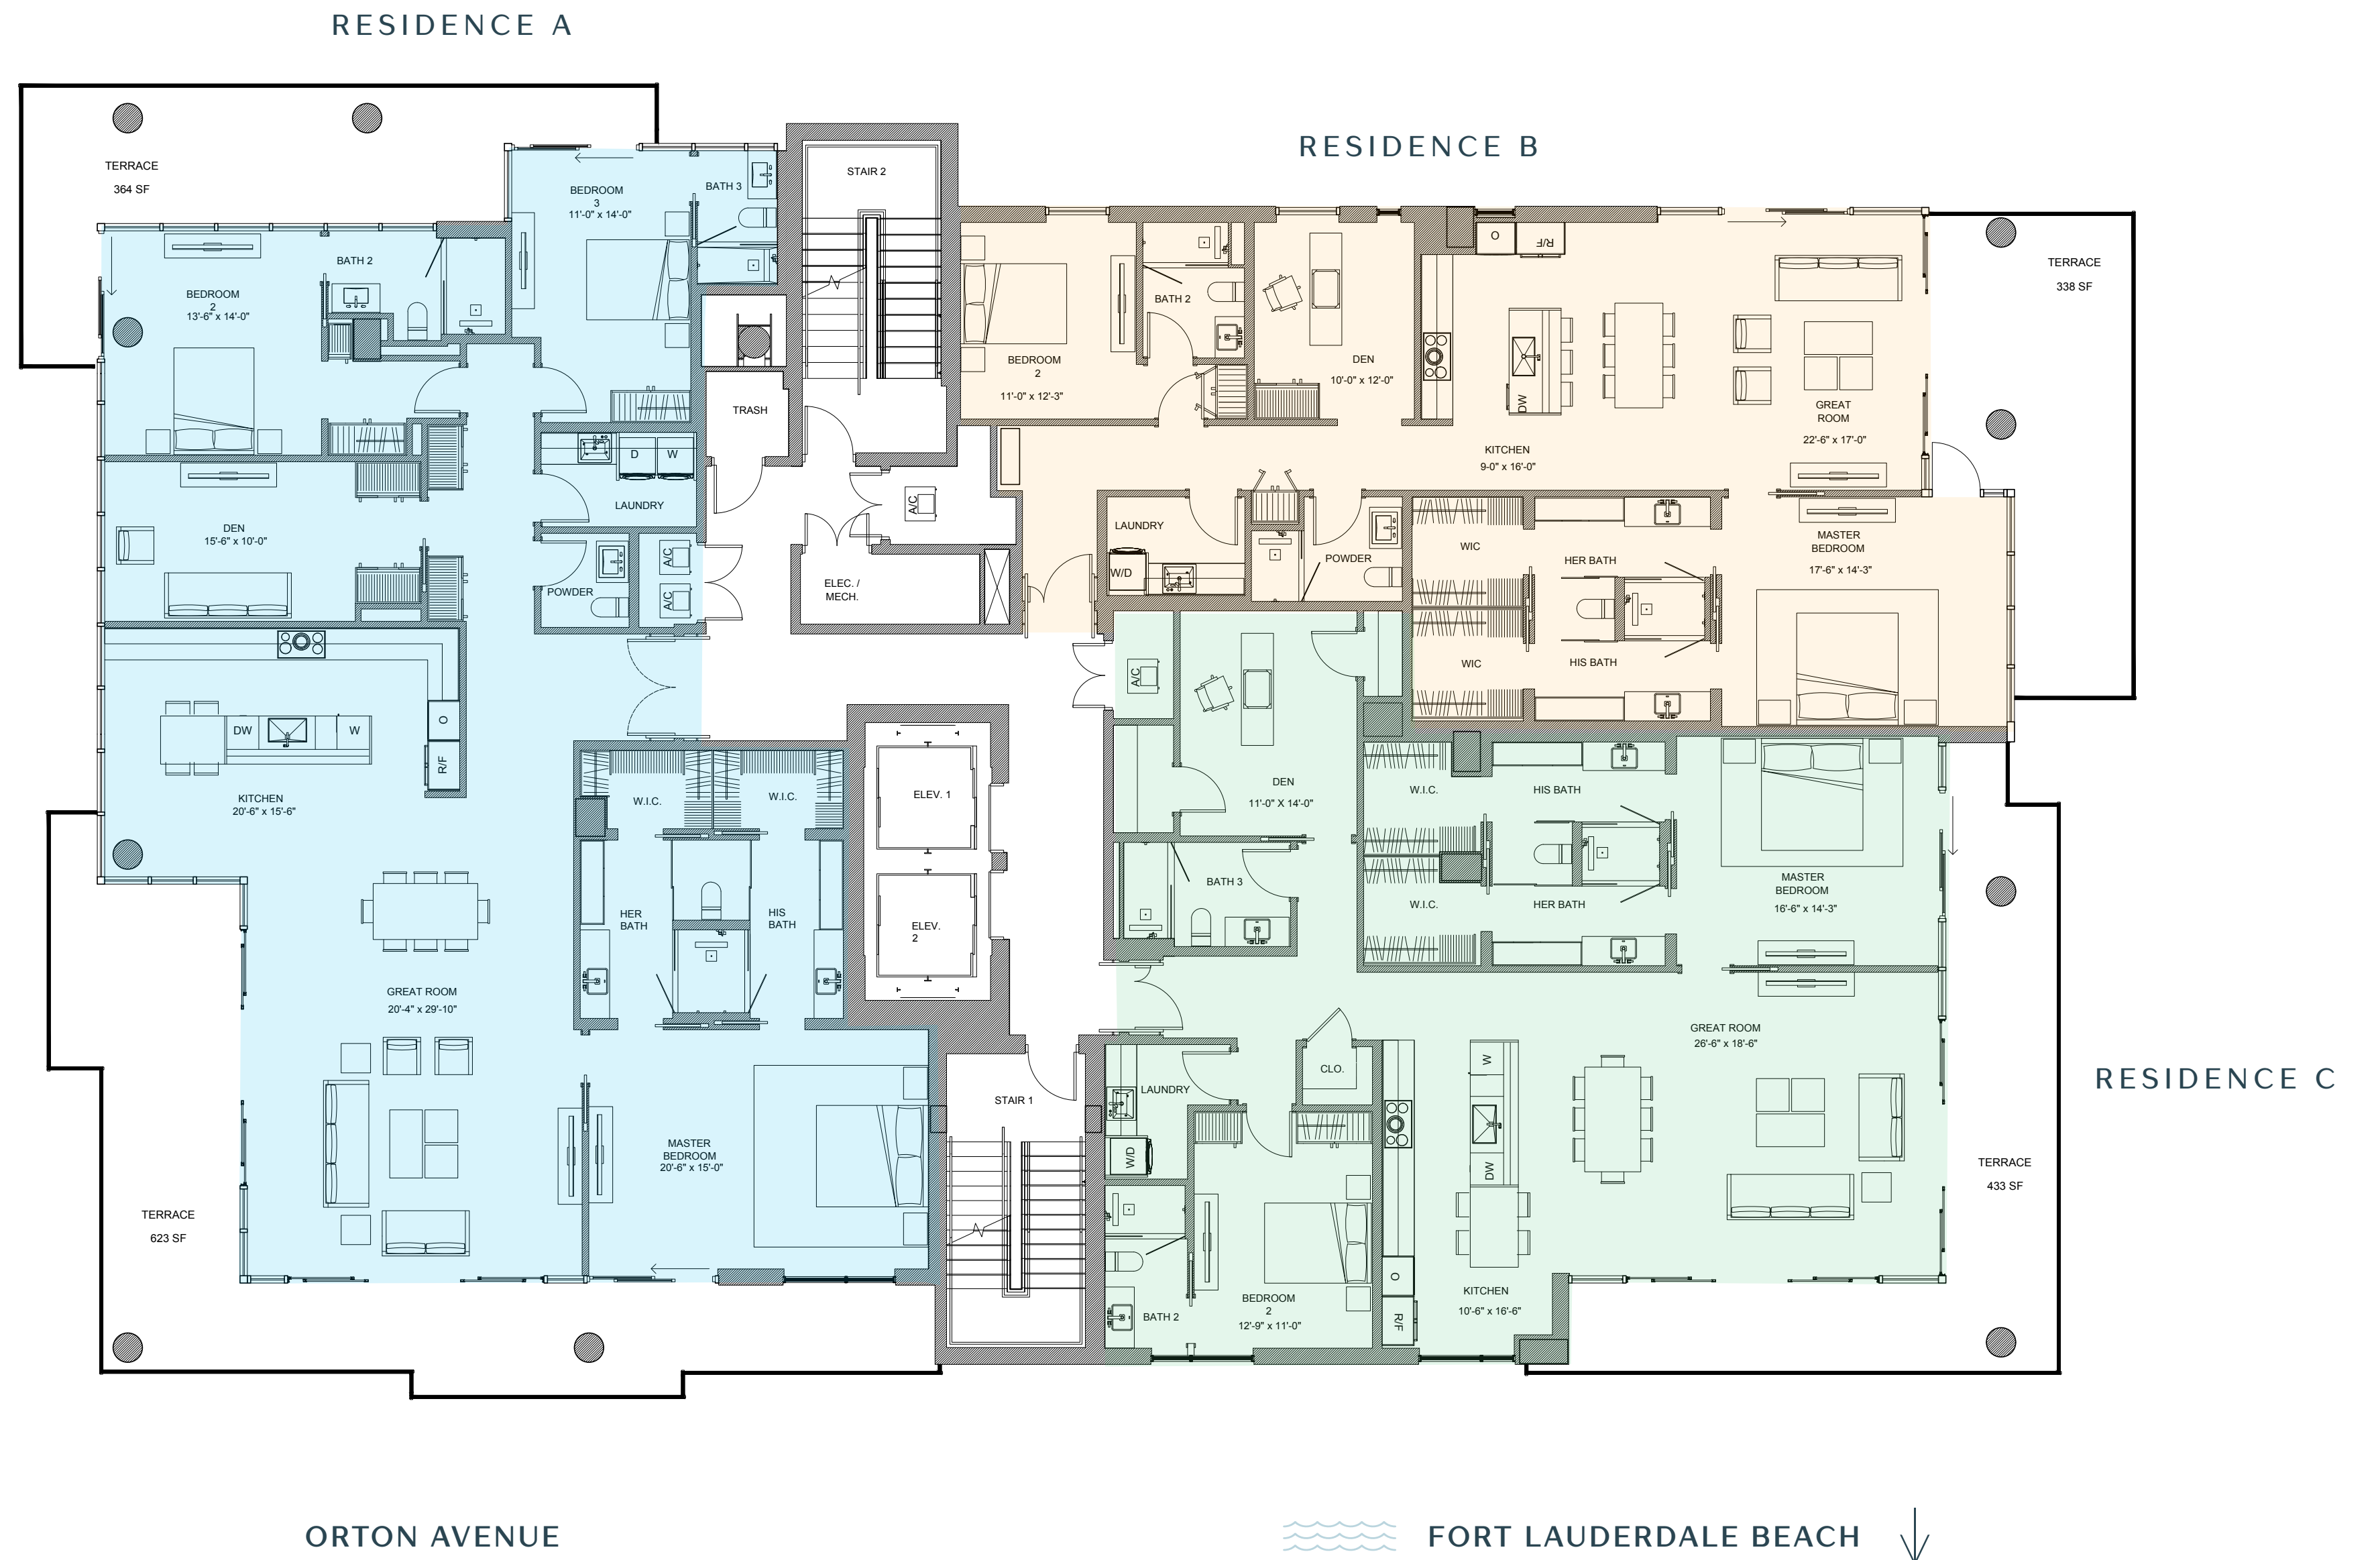 RESIDENCE A
RESIDENCE B
TERRACE
364 SF
BEDROOM
3
11'-0" x 14'-0"
BATH 3
STAIR 2
BATH 2
BEDROOM
2
13'-6" x 14'-0"
TRASH
D
W
LAUNDRY
DEN
15'-6" x 10'-0"
POWDER
A/C
A/C
A/C
ELEC. /
MECH.
DW
W
O
R/F
KITCHEN
20'-6" x 15'-6"
W.I.C.
W.I.C.
HER
BATH
HIS
BATH
ELEV. 1
ELEV.
2
GREAT ROOM
20'-4" x 29'-10"
MASTER
BEDROOM
20'-6" x 15'-0"
STAIR 1
TERRACE
623 SF
BEDROOM
2
11'-0" x 12'-3"
BATH 2
DEN
10'-0" x 12'-0"
O
R/F
DW
KITCHEN
9'-0" x 16'-0"
GREAT
ROOM
22'-6" x 17'-0"
TERRACE
338 SF
LAUNDRY
W/D
POWDER
WIC
WIC
HER BATH
HIS BATH
MASTER
BEDROOM
17'-6" x 14'-3"
A/C
DEN
11'-0" X 14'-0"
BATH 3
W.I.C.
W.I.C.
HIS BATH
HER BATH
MASTER
BEDROOM
16'-6" x 14'-3"
GREAT ROOM
26'-6" x 18'-6"
RESIDENCE C
CLO.
LAUNDRY
W/D
W
DW
O
R/F
BATH 2
BEDROOM
2
12'-9" x 11'-0"
KITCHEN
10'-6" x 16'-6"
TERRACE
433 SF
ORTON AVENUE
FORT LAUDERDALE BEACH